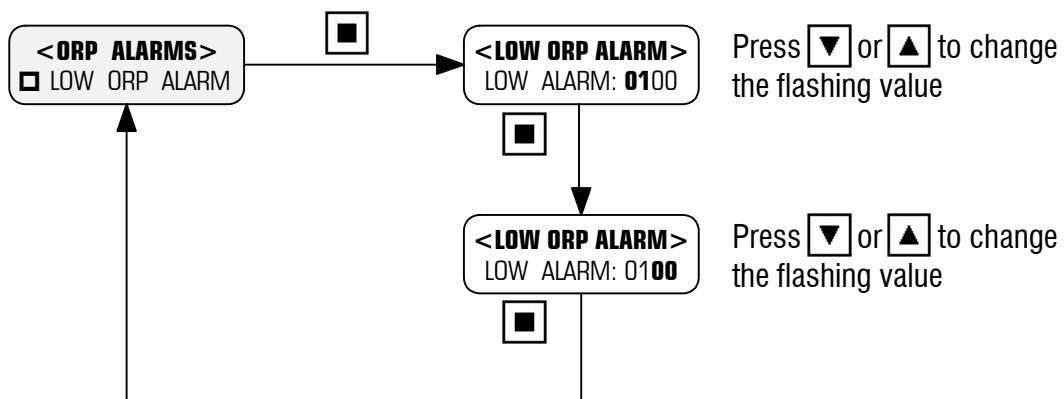 <ORP ALARMS>
LOW ORP ALARM
<LOW ORP ALARM>
LOW ALARM: 0100
Press ▼ or ▲ to change
the flashing value
<LOW ORP ALARM>
LOW ALARM: 0100
Press ▼ or ▲ to change
the flashing value